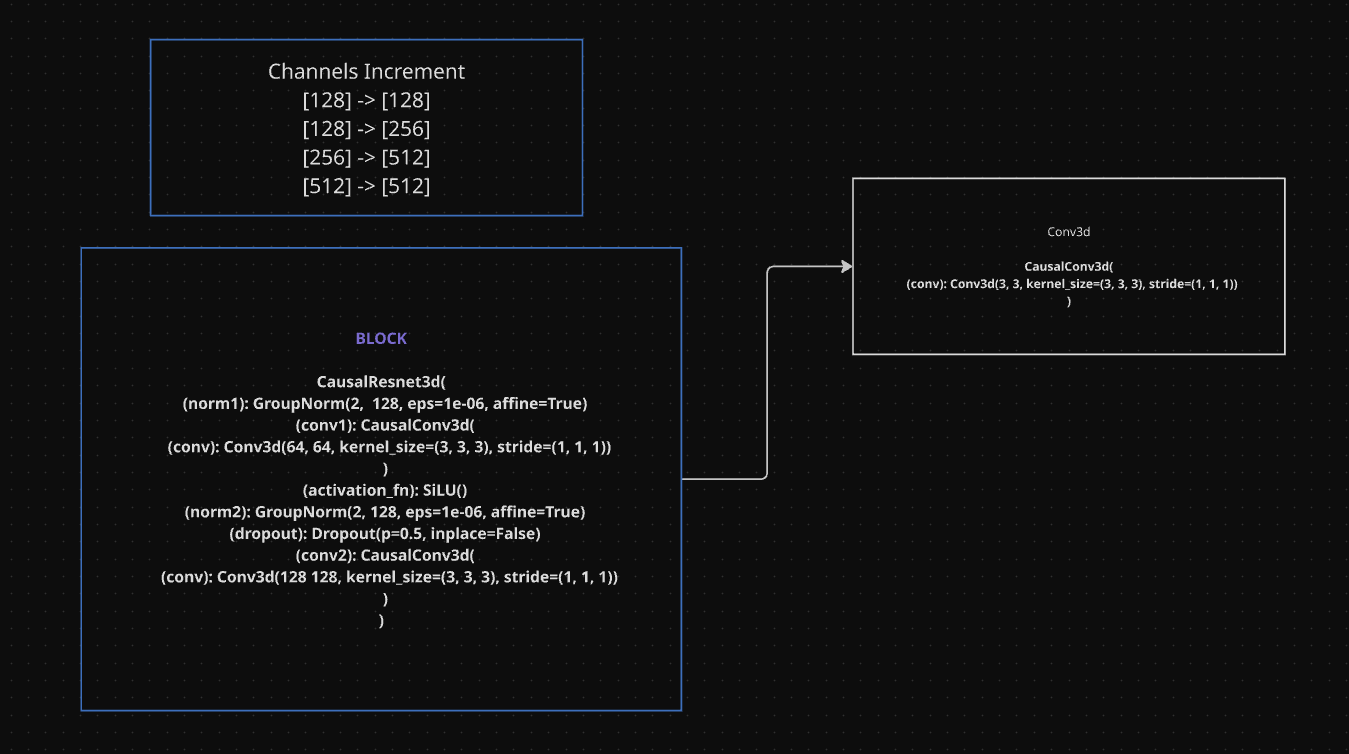 Channels Increment
[128] -> [128]
[128] -> [256]
[256] -> [512]
[512] -> [512]
BLOCK
CausalResnet3d(
(norm1): GroupNorm(2, 128, eps=1e-06, affine=True)
(conv1): CausalConv3d(
(conv): Conv3d(64, 64, kernel_size=(3, 3, 3), stride=(1, 1, 1))
)
(activation_fn): SiLU()
(norm2): GroupNorm(2, 128, eps=1e-06, affine=True)
(dropout): Dropout(p=0.5, inplace=False)
(conv2): CausalConv3d(
(conv): Conv3d(128 128, kernel_size=(3, 3, 3), stride=(1, 1, 1))
)
)
Conv3d
CausalConv3d(
(conv): Conv3d(3, 3, kernel_size=(3, 3, 3), stride=(1, 1, 1))
)